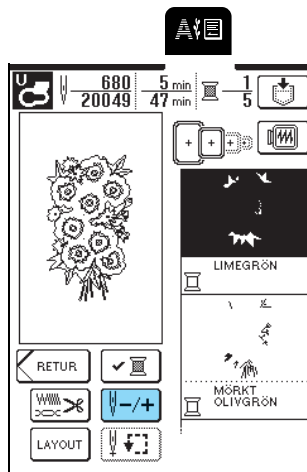 A
680 5 min 1
20049 47 min 5
LIMEGRÖN
RETUR
MÖRKT
OLIVGRÖN
-/+
LAYOUT